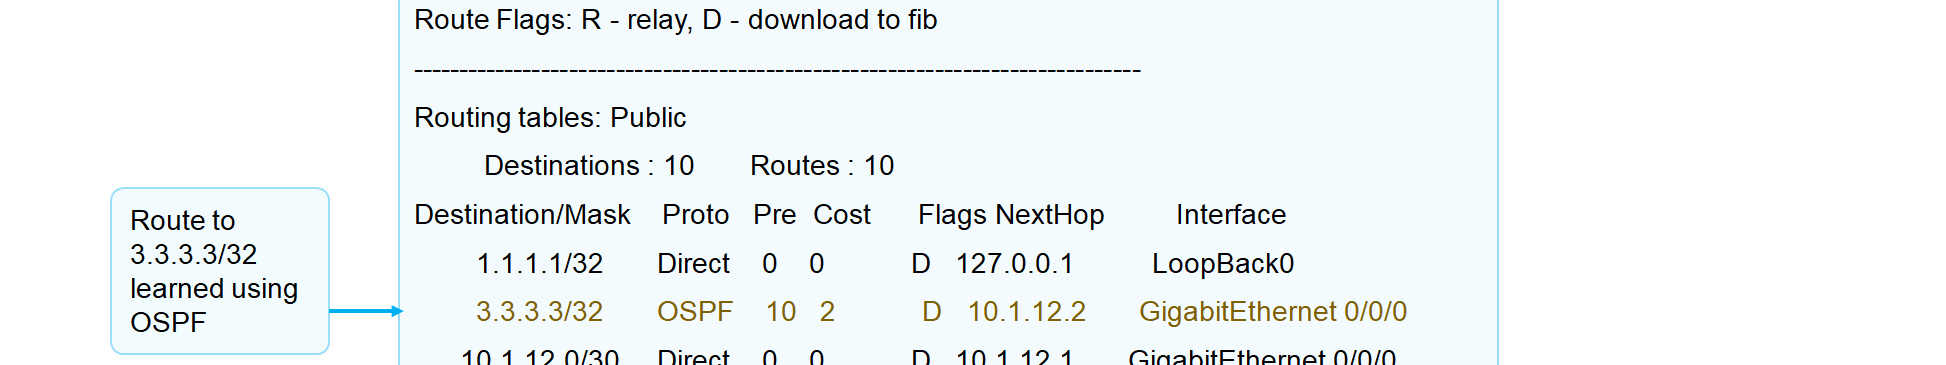 Route Flags: R - relay, D - download to fib
--------------------------------------------------------------------------------
Routing tables: Public
Destinations : 10 Routes : 10
Destination/Mask Proto Pre Cost Flags NextHop Interface
1.1.1.1/32 Direct 0 0 D 127.0.0.1 LoopBack0
3.3.3.3/32 OSPF 10 2 D 10.1.12.2 GigabitEthernet 0/0/0
10.1.12.0/30 Direct 0 0 D 10.1.12.1 GigabitEthernet 0/0/0
Route to
3.3.3.3/32
learned using
OSPF